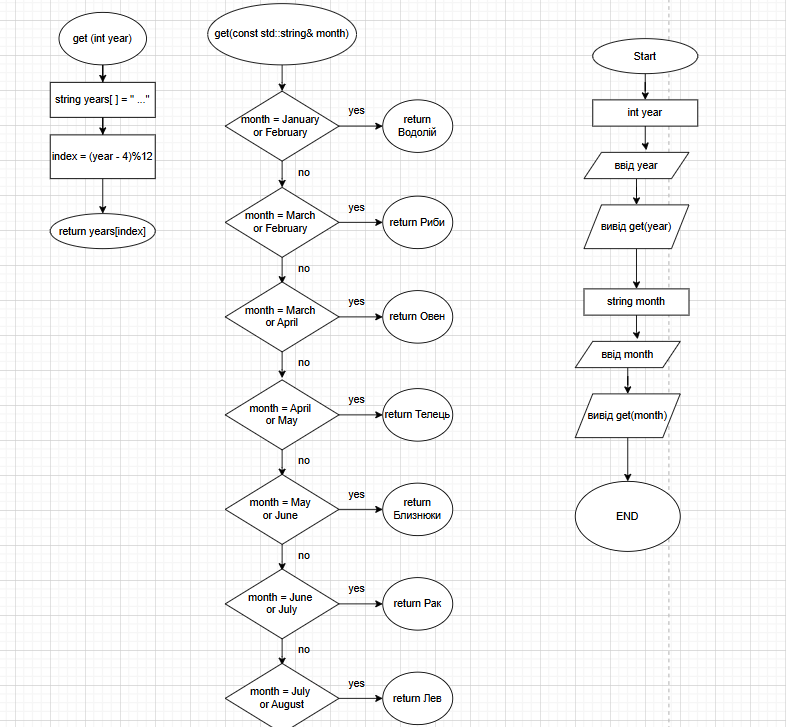 get (int year)
string years[ ] = " ..."
index = (year - 4)%12
return years[index]
get(const std::string& month)
month = January
or February
yes
return
Водолій
no
month = March
or February
yes
return Риби
no
month = March
or April
yes
return Овен
no
month = April
or May
yes
return Телець
no
month = May
or June
yes
return
Близнюки
no
month = June
or July
yes
return Рак
no
month = July
or August
yes
return Лев
Start
int year
ввід year
вивід get(year)
string month
ввід month
вивід get(month)
END